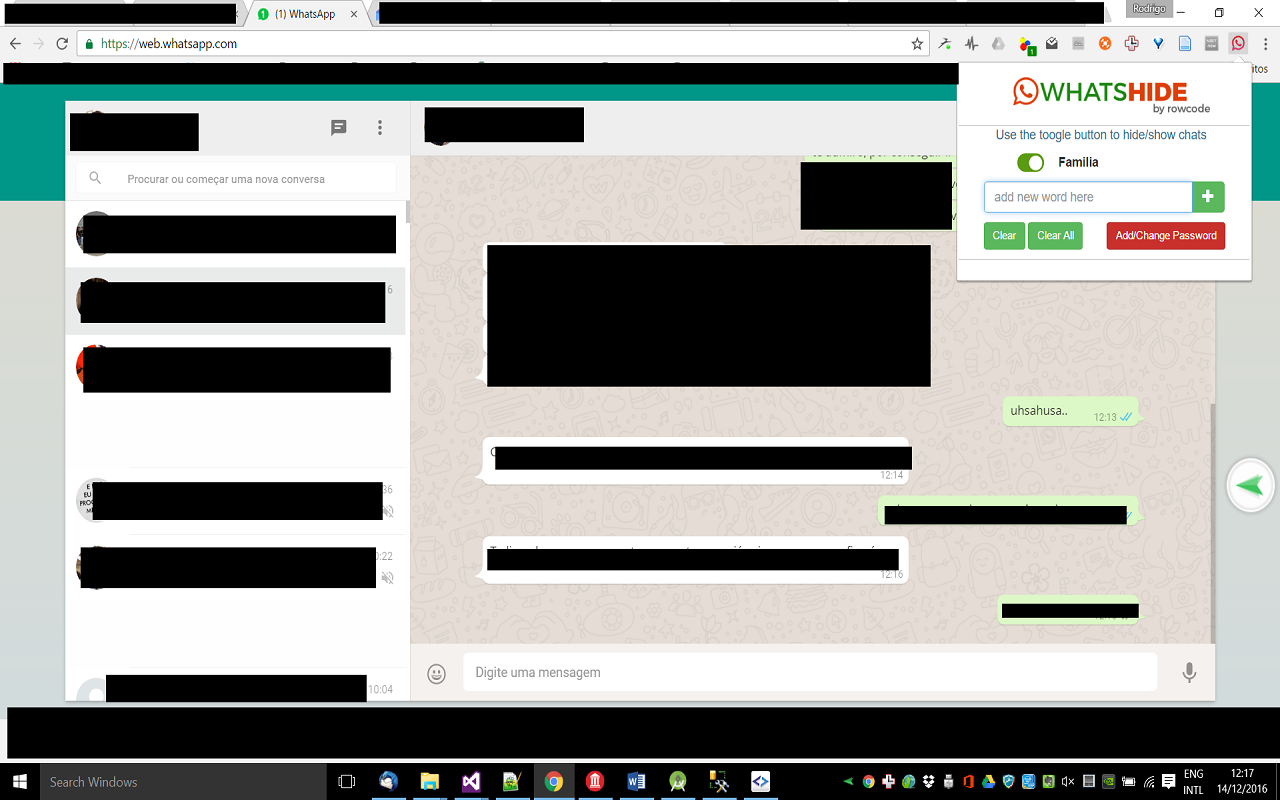 (1) WhatsApp
Rodrigo
https://web.whatsapp.com
1
itos
WHATSHIDE
by rowcode
Use the toogle button to hide/show chats
Familia
add new word here
Clear
Clear All
Add/Change Password
Procurar ou começar uma nova conversa
uhsahusa..
12:13
12:14
12:16
10:04
Digite uma mensagem
Search Windows
ENG
INTL
12:17
14/12/2016